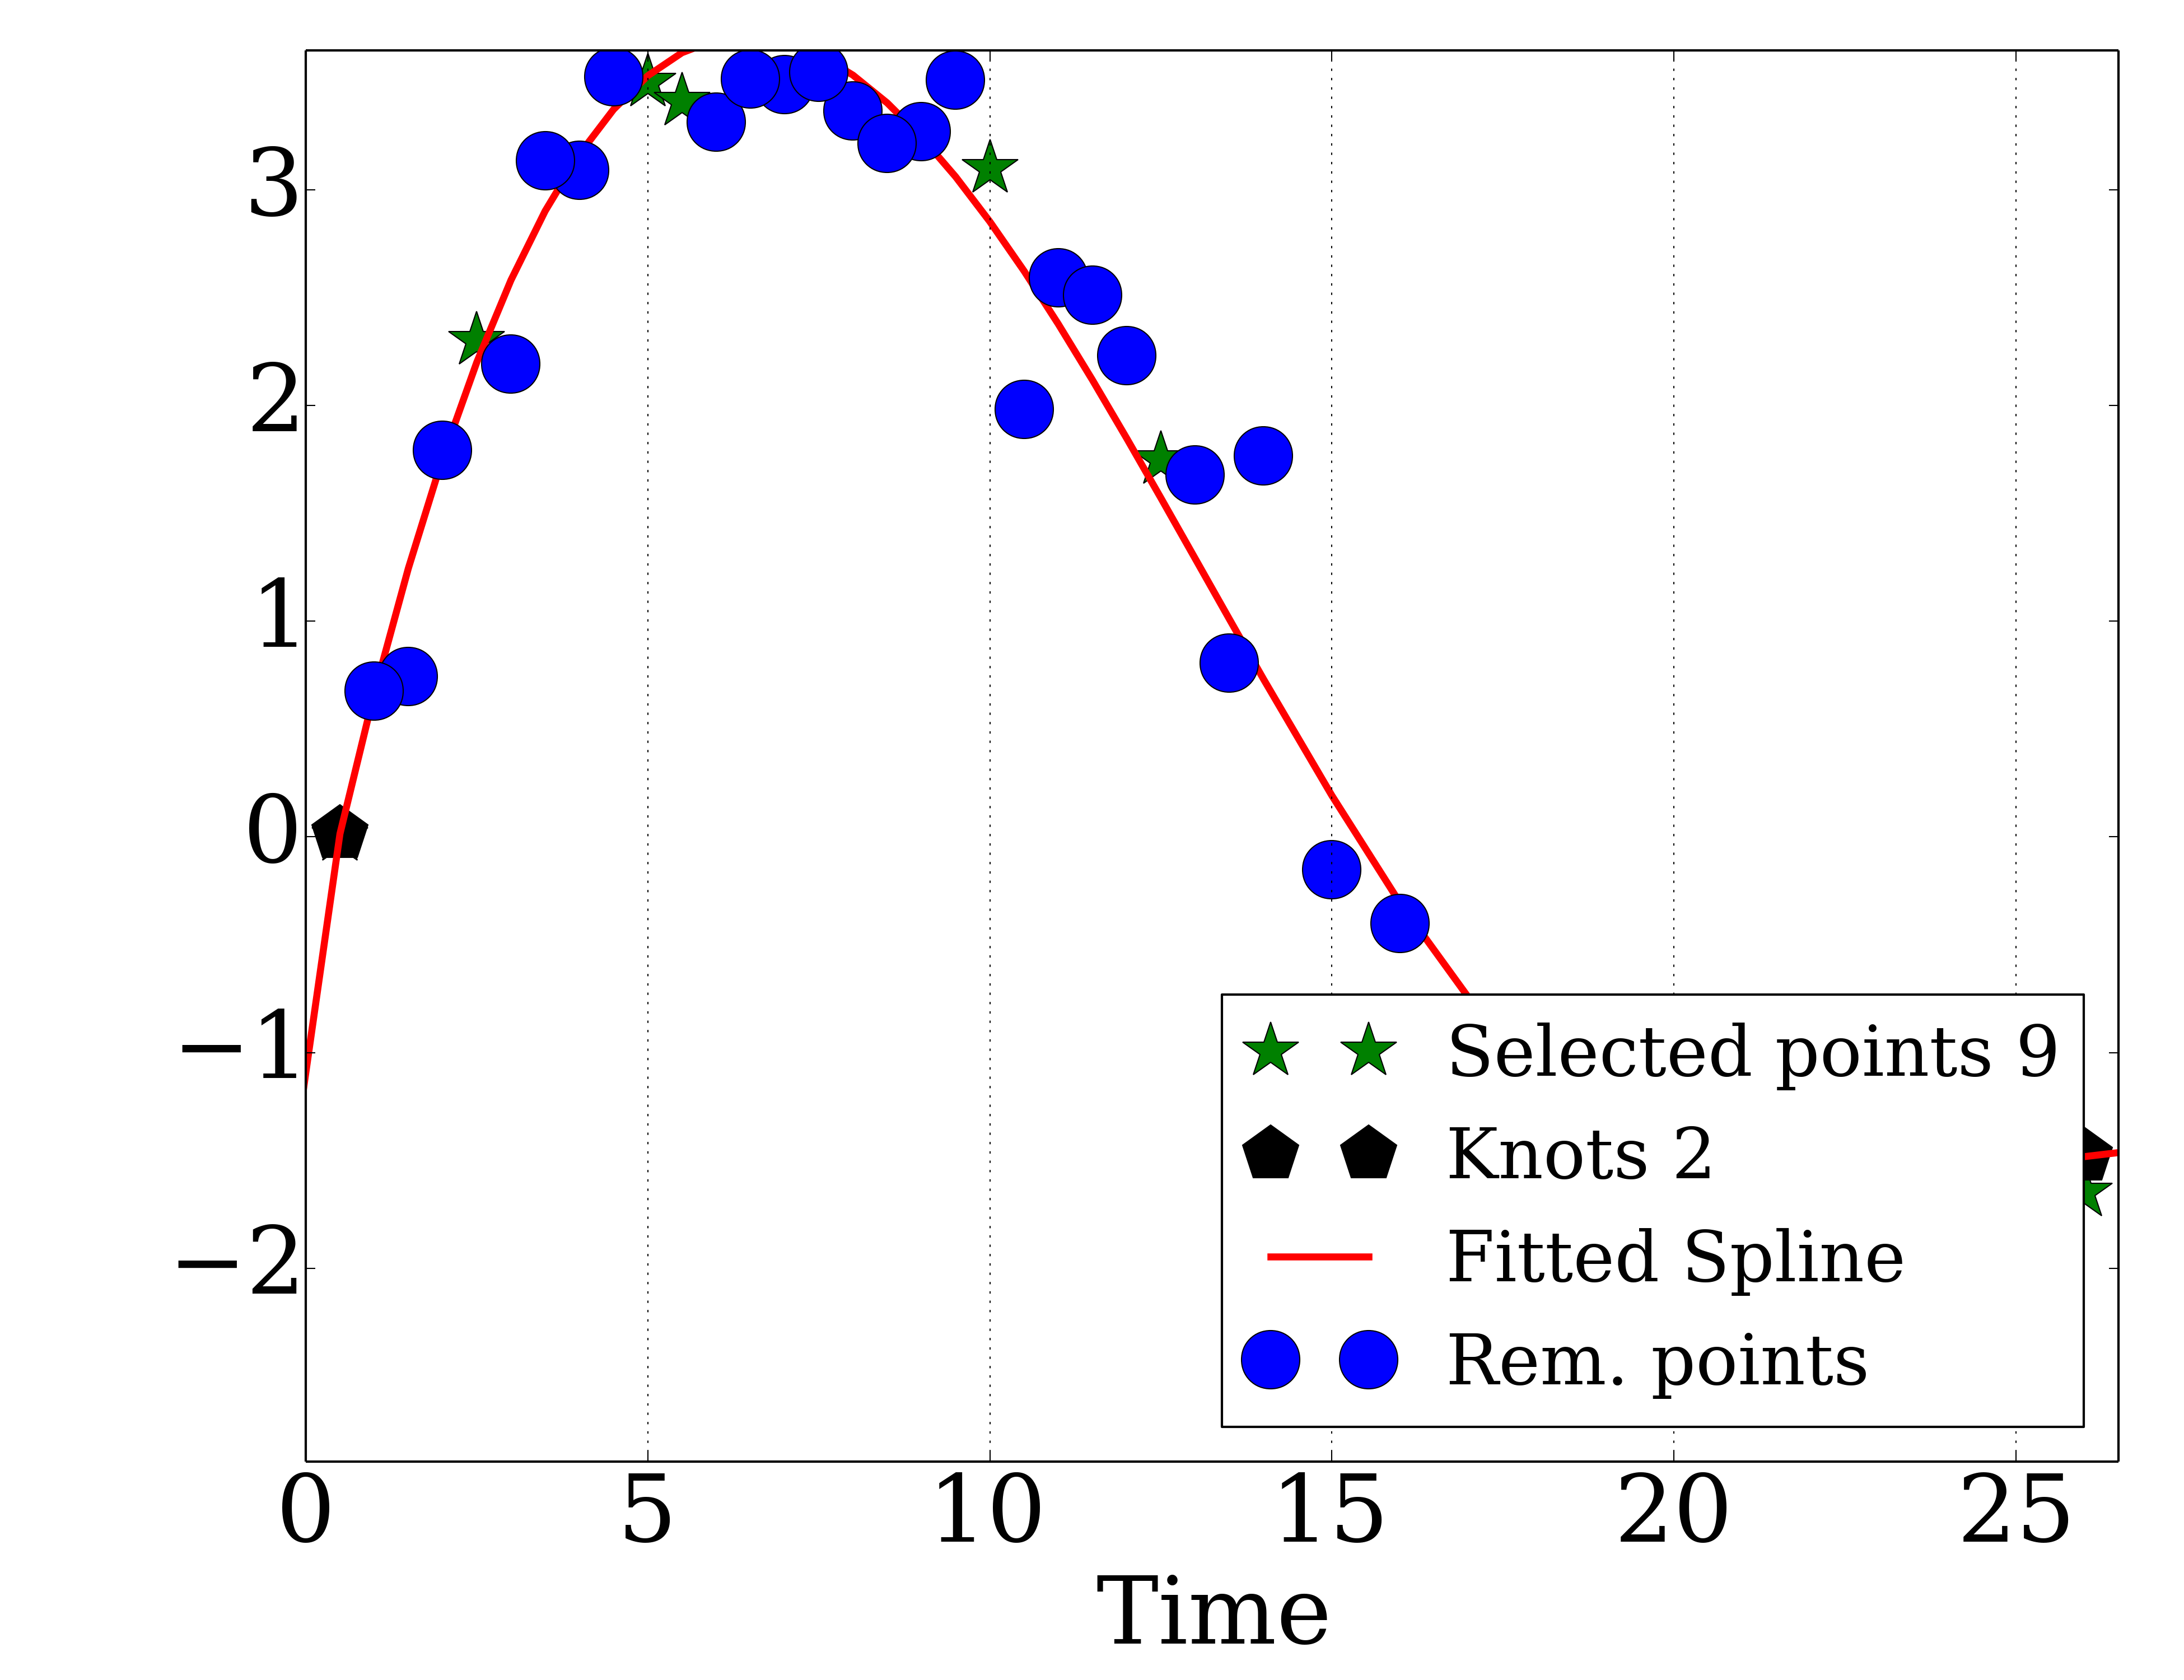 3
2
1
0
−1
−2
0 5 10 15 20 25
Time
Selected points 9
Knots 2
Fitted Spline
Rem. points